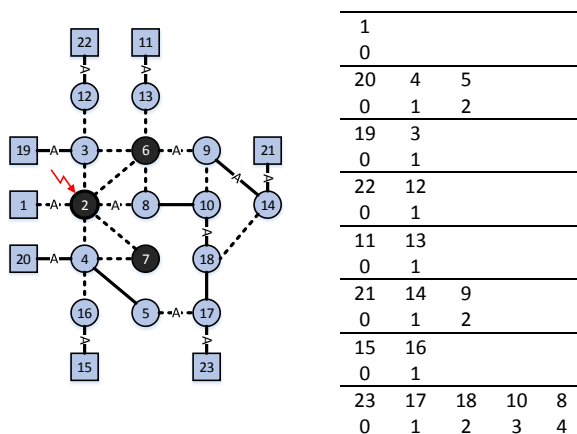 22 11
A A
12 13
19 A 3 6 A 9 21
A A
1 A 2 A 8 10 14
A
20 A 4 7 18
16 5 A 17
A A
15 23
1
0
20 4 5
0 1 2
19 3
0 1
22 12
0 1
11 13
0 1
21 14 9
0 1 2
15 16
0 1
23 17 18 10 8
0 1 2 3 4